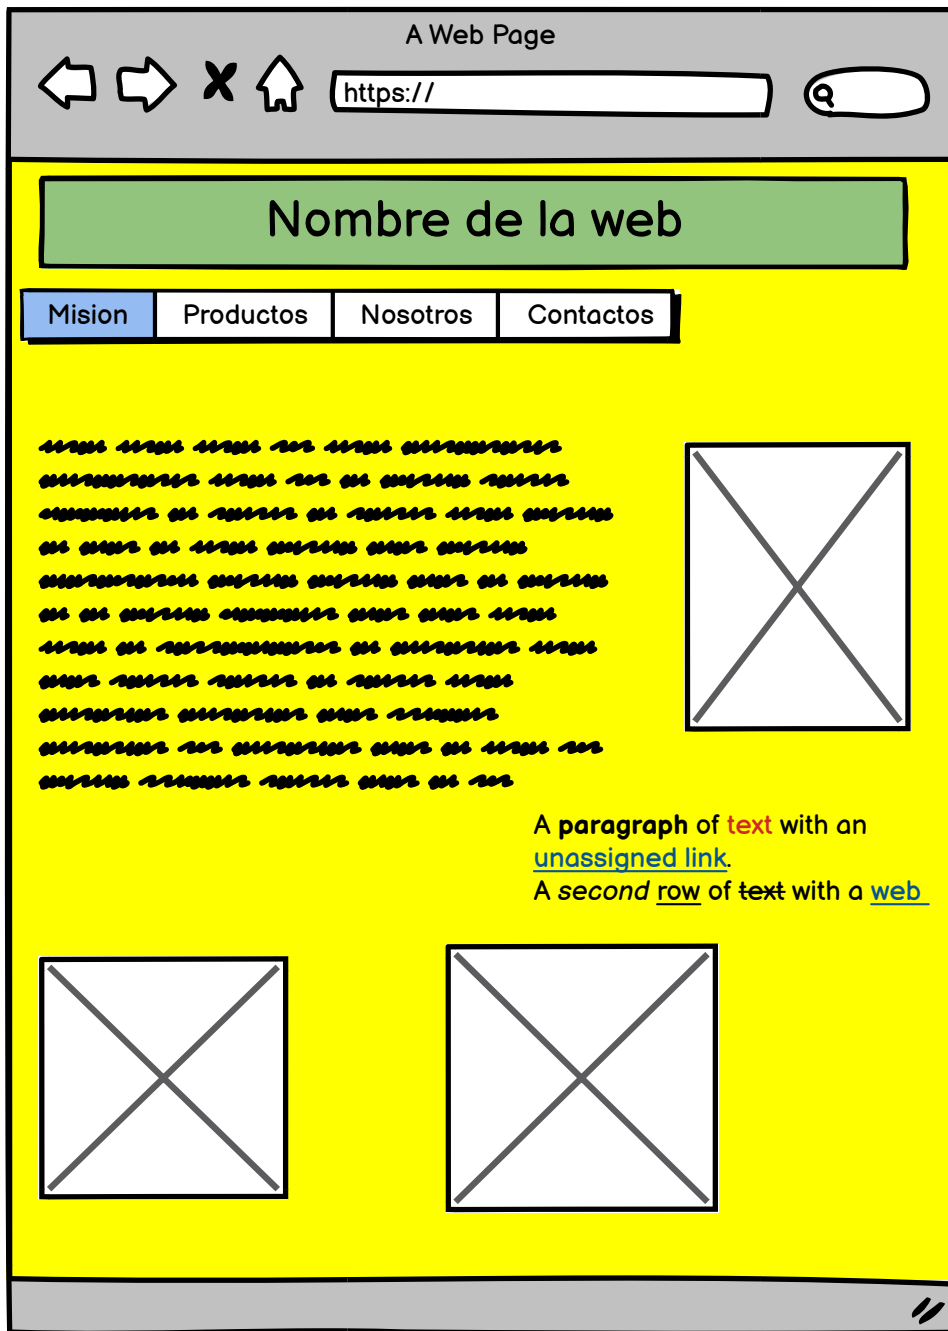 A Web Page
https://
Nombre de la web
Mision Productos Nosotros Contactos
A paragraph of text with an
unassigned link.
A second row of text with a web